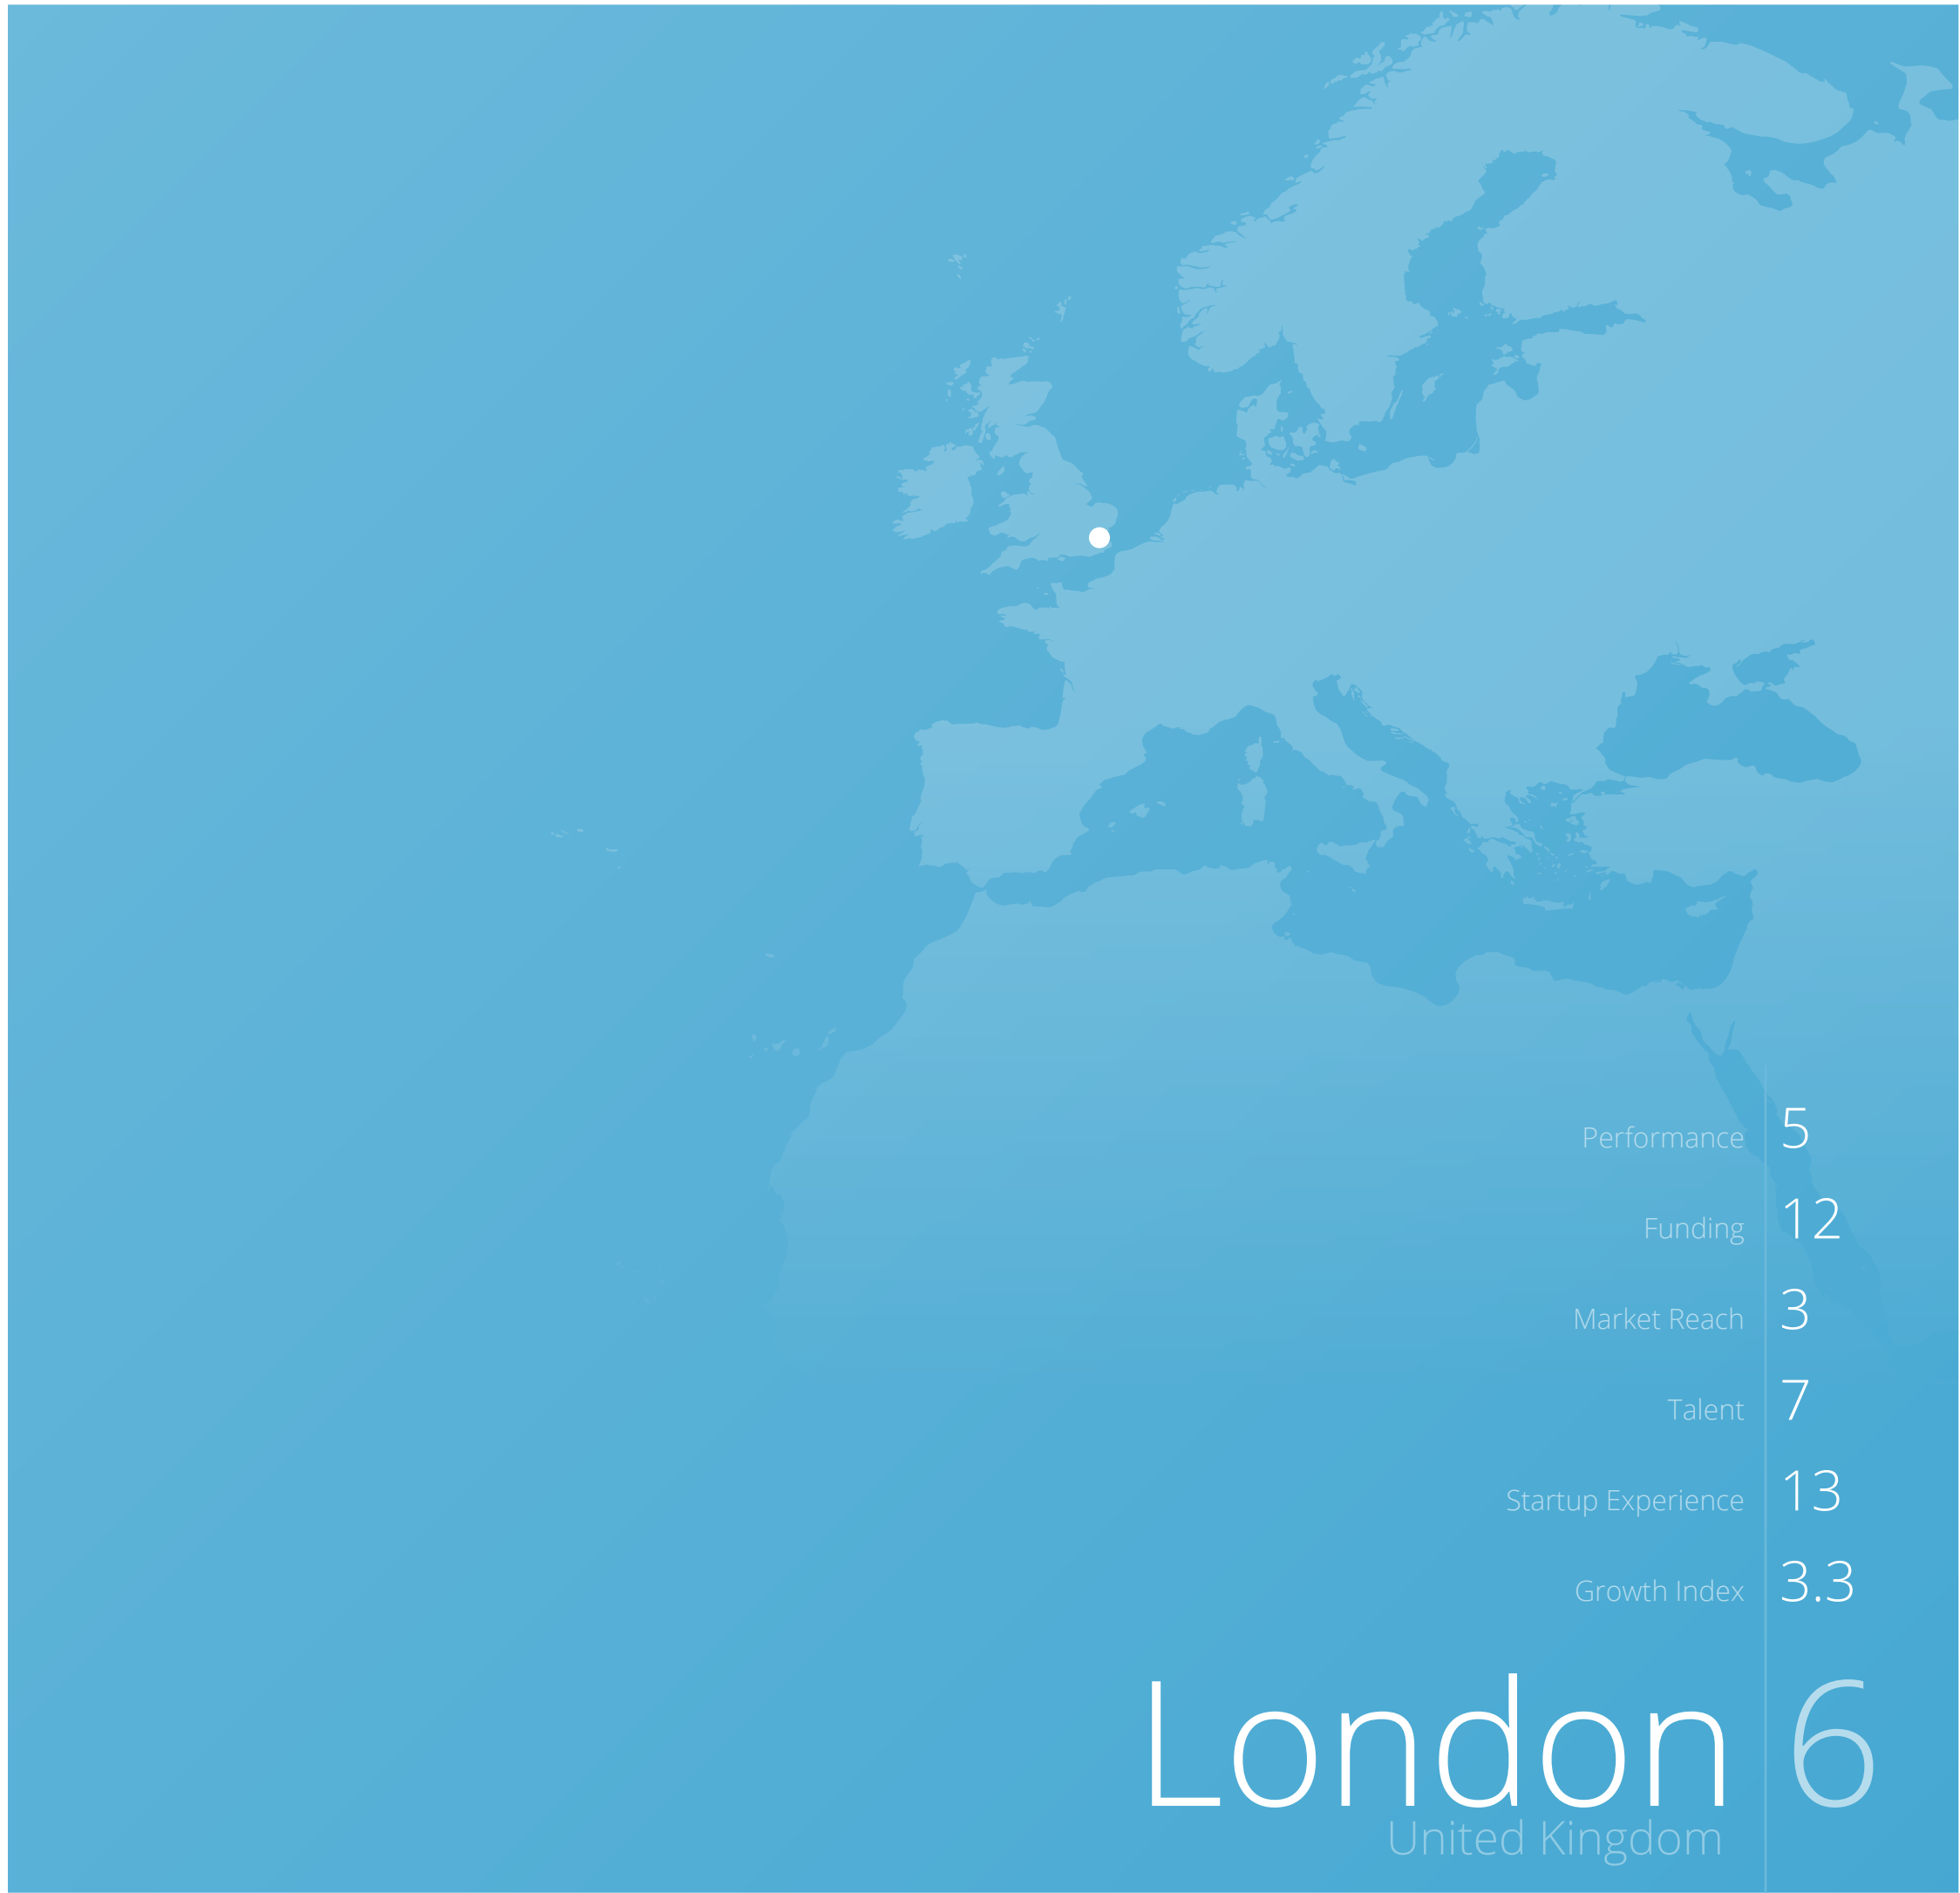 Performance 5
Funding 12
Market Reach 3
Talent 7
Startup Experience 13
Growth Index 3.3
London 6
United Kingdom